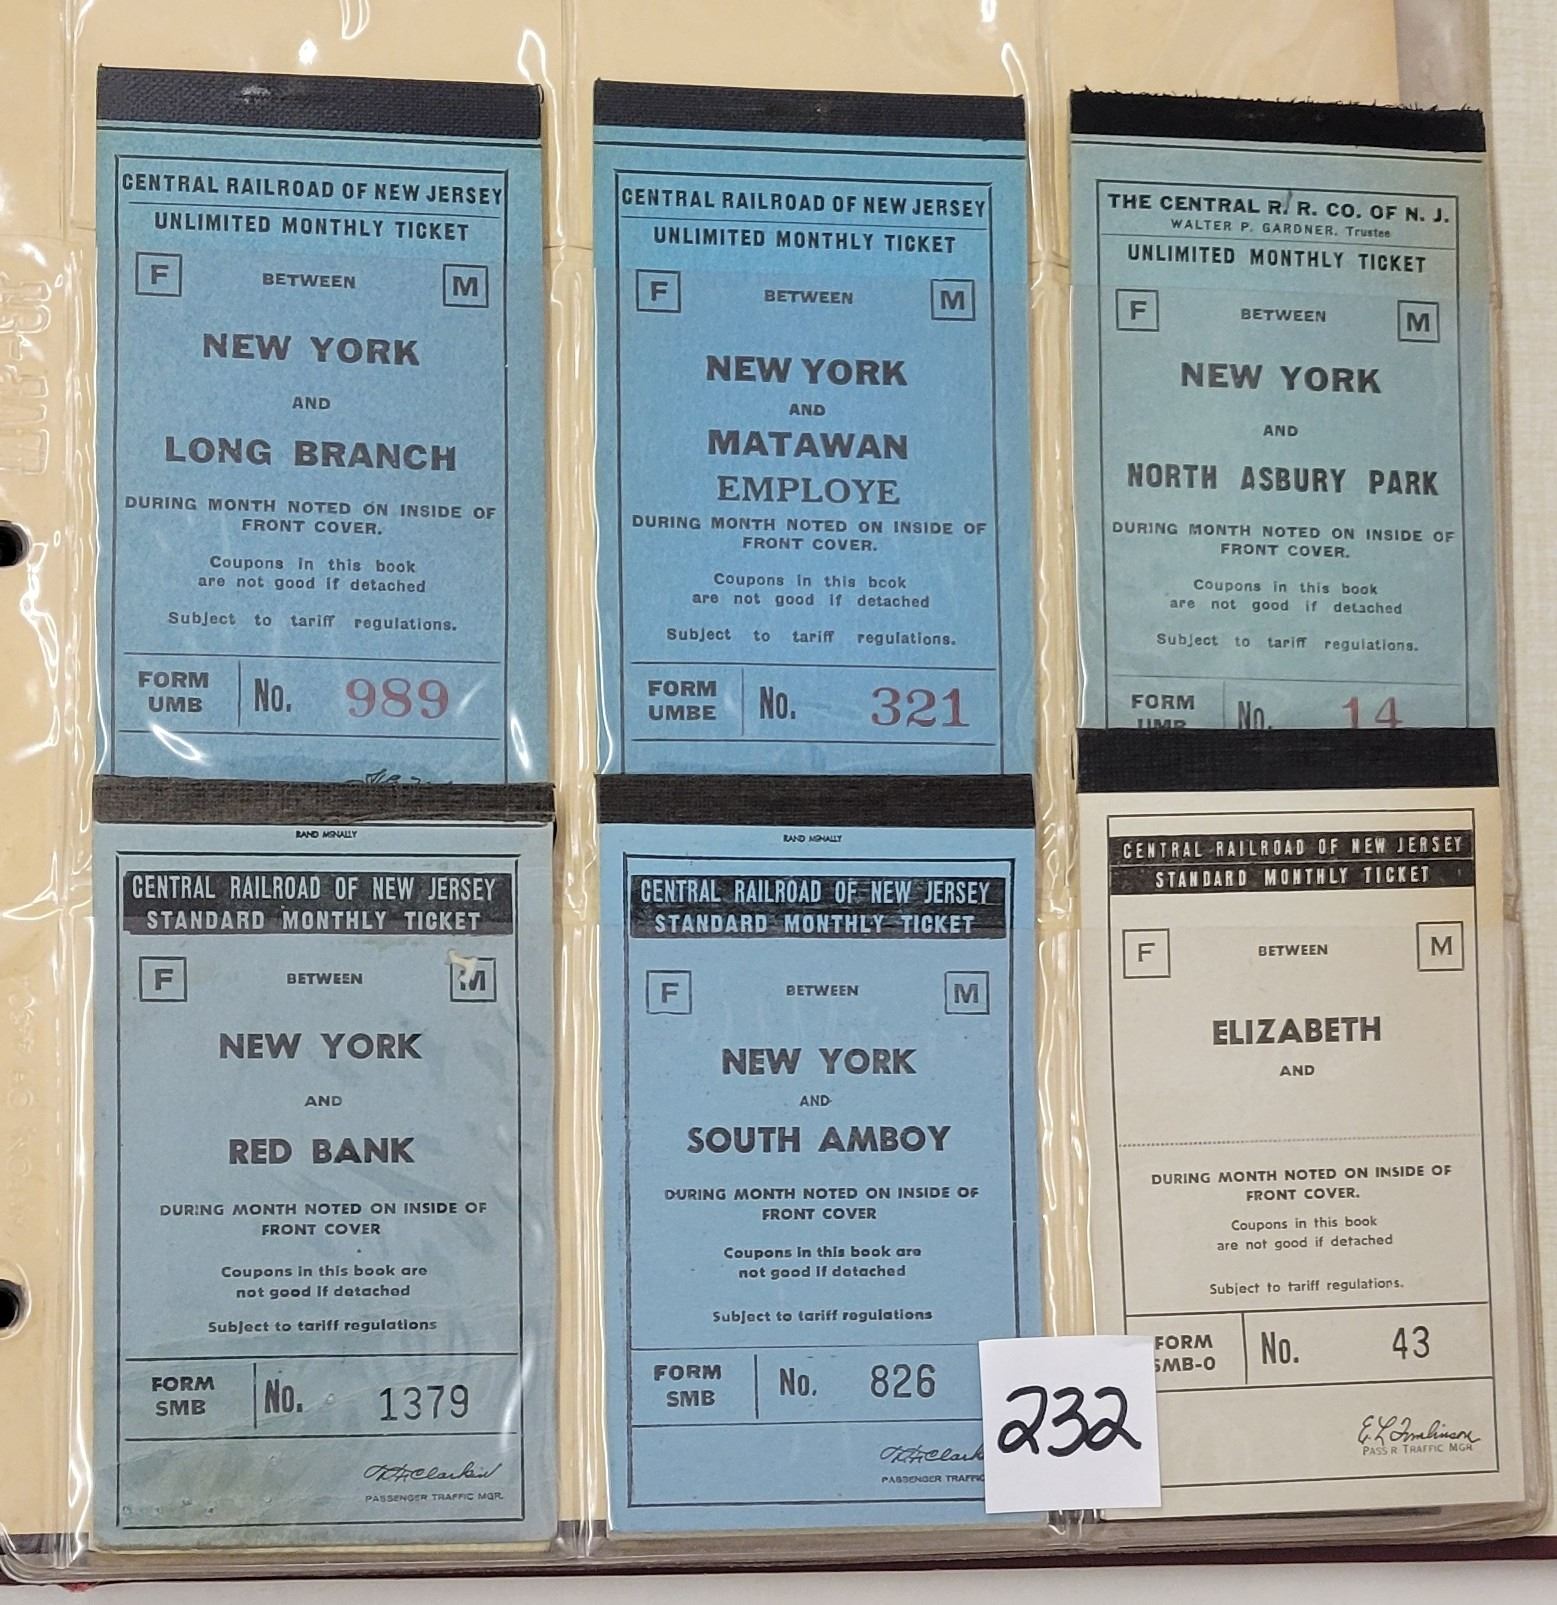 CENTRAL RAILROAD OF NEW JERSEY
UNLIMITED MONTHLY TICKET
F BETWEEN M
NEW YORK
AND
LONG BRANCH
DURING MONTH NOTED ON INSIDE OF
FRONT COVER.
Coupons in this book
are not good if detached
Subject to tariff regulations.
FORM
UMB
No. 989
CENTRAL RAILROAD OF NEW JERSEY
UNLIMITED MONTHLY TICKET
F BETWEEN M
NEW YORK
AND
MATAWAN
EMPLOYE
DURING MONTH NOTED ON INSIDE OF
FRONT COVER.
Coupons in this book
are not good if detached
Subject to tariff regulations.
FORM
UMBE
No. 321
THE CENTRAL R. R. CO. OF N. J.
WALTER P. GARDNER, Trustee
UNLIMITED MONTHLY TICKET
F BETWEEN M
NEW YORK
AND
NORTH ASBURY PARK
DURING MONTH NOTED ON INSIDE OF
FRONT COVER.
Coupons in this book
are not good if detached
Subject to tariff regulations.
FORM
UMB
No. 14
RAND MCNALLY
CENTRAL RAILROAD OF NEW JERSEY
STANDARD MONTHLY TICKET
F BETWEEN M
NEW YORK
AND
RED BANK
DURING MONTH NOTED ON INSIDE OF
FRONT COVER
Coupons in this book are
not good if detached
Subject to tariff regulations
FORM
SMB
No. 1379
PASSENGER TRAFFIC MGR.
RAND MCNALLY
CENTRAL RAILROAD OF NEW JERSEY
STANDARD MONTHLY TICKET
F BETWEEN M
NEW YORK
AND
SOUTH AMBOY
DURING MONTH NOTED ON INSIDE OF
FRONT COVER
Coupons in this book are
not good if detached
Subject to tariff regulations
FORM
SMB
No. 826
PASSENGER TRAFFIC
CENTRAL RAILROAD OF NEW JERSEY
STANDARD MONTHLY TICKET
F BETWEEN M
ELIZABETH
AND
DURING MONTH NOTED ON INSIDE OF
FRONT COVER.
Coupons in this book
are not good if detached
Subject to tariff regulations.
FORM
SMB-O
No. 43
E. L. Tomlinson
PASS'R TRAFFIC MGR
232